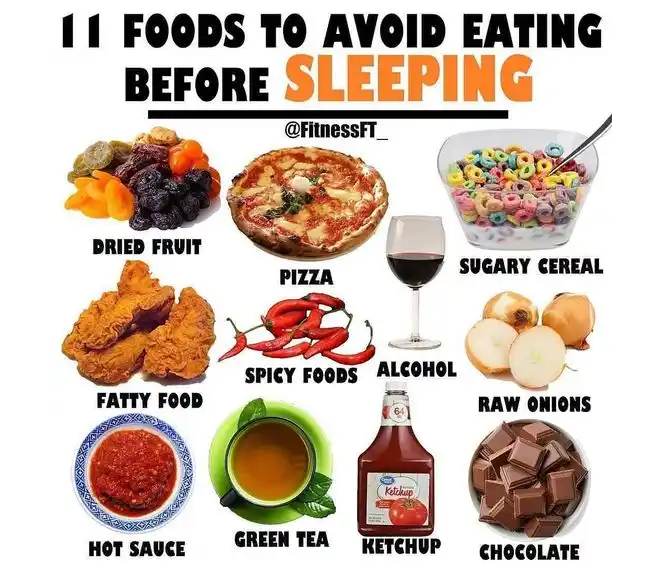 11 FOODS TO AVOID EATING
BEFORE SLEEPING
@FitnessFT_
DRIED FRUIT
PIZZA
SUGARY CEREAL
FATTY FOOD
SPICY FOODS
ALCOHOL
RAW ONIONS
64
Ketchup
HOT SAUCE
GREEN TEA
KETCHUP
CHOCOLATE